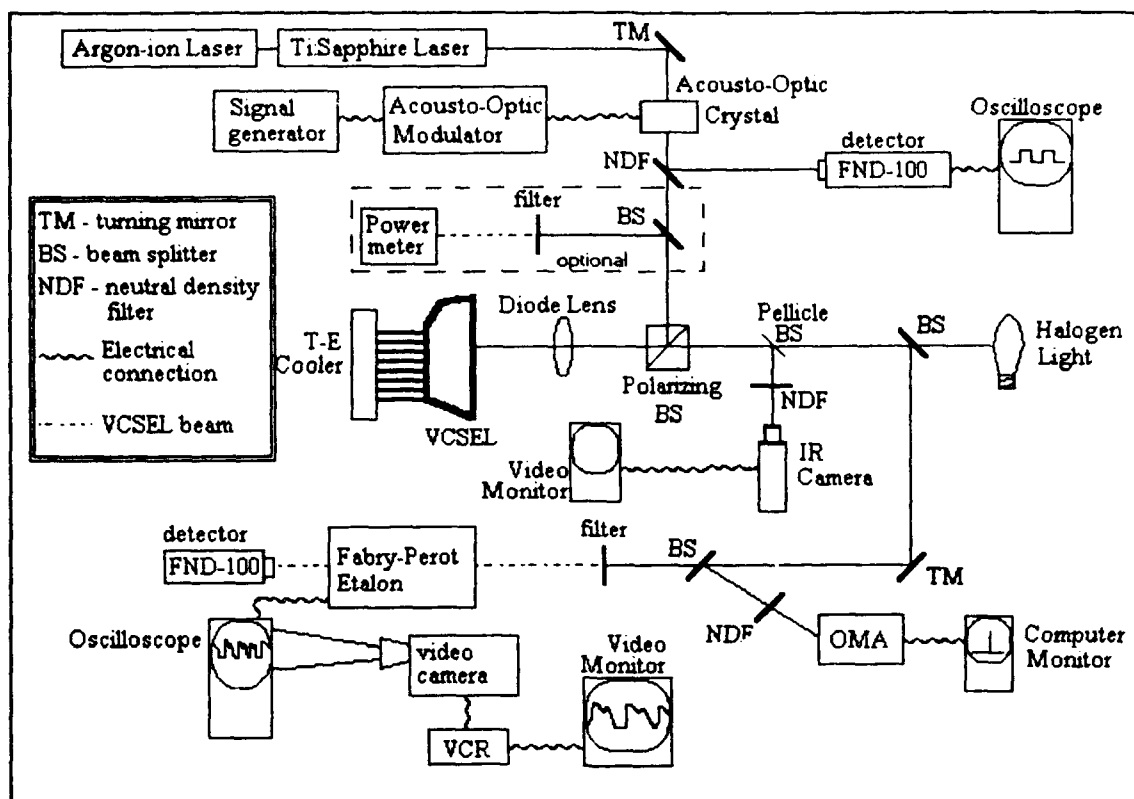 Argon-ion Laser
Ti:Sapphire Laser
TM
Acousto-Optic
Crystal
Signal
generator
Acousto-Optic
Modulator
Oscilloscope
detector
FND-100
NDF
TM - turning mirror
BS - beam splitter
NDF - neutral density
filter
Electrical
connection
VCSEL beam
Power
meter
filter
BS
optional
T-E
Cooler
VCSEL
Diode Lens
Polarizing
BS
Pellicle
BS
BS
Halogen
Light
NDF
IR
Camera
Video
Monitor
detector
FND-100
Fabry-Perot
Etalon
filter
BS
TM
NDF
OMA
Computer
Monitor
Oscilloscope
video
camera
Video
Monitor
VCR